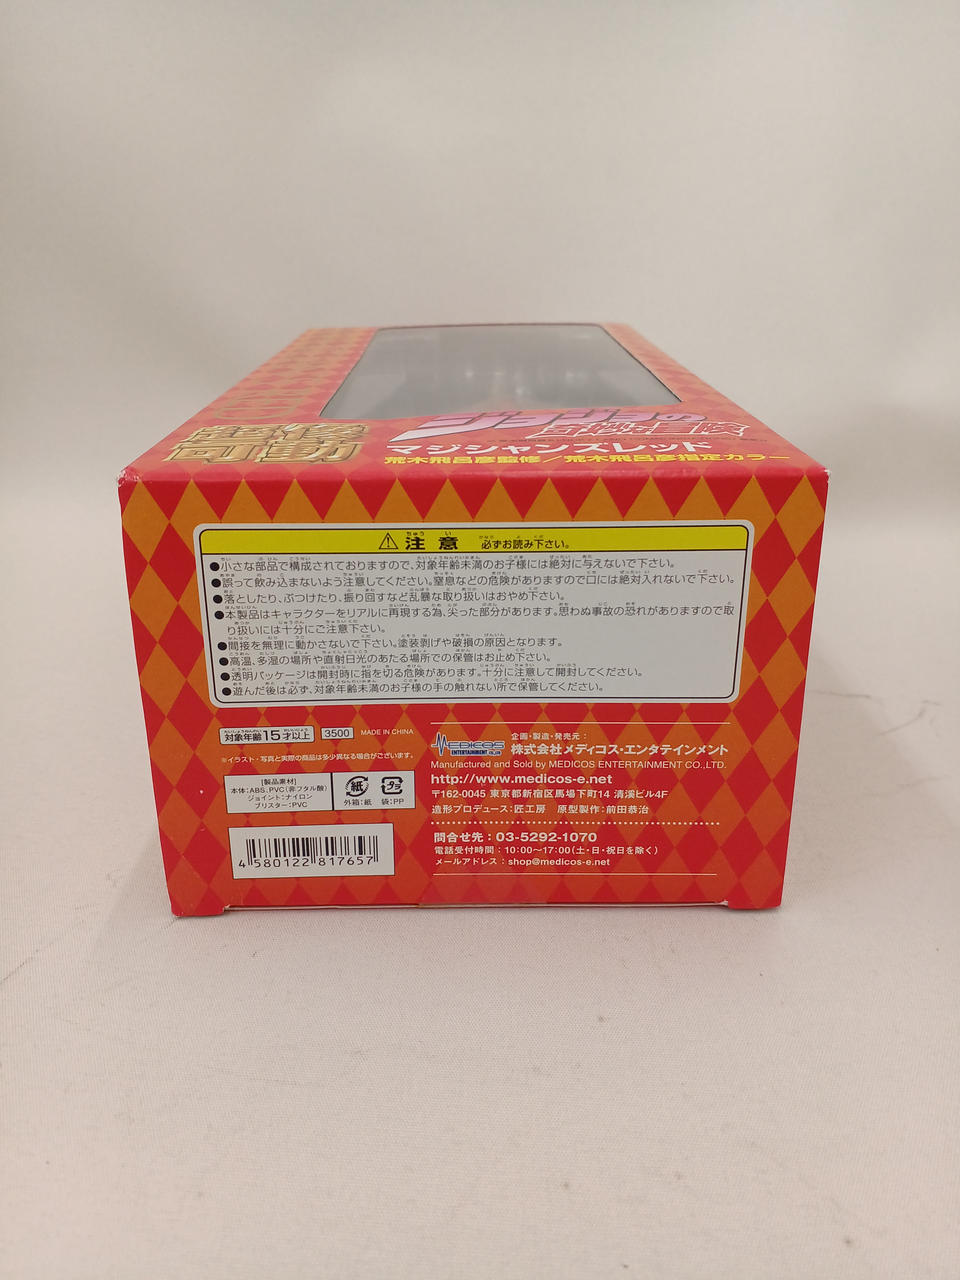 超像
可動
ジョジョの
奇妙な冒険
マジシャンズレッド
荒木飛呂彦監修／荒木飛呂彦指定カラー
注意 必ずお読み下さい。
●小さな部品で構成されておりますので、対象年齢未満のお子様には絶対に与えないで下さい。
●誤って飲み込まないよう注意してください。窒息などの危険がありますので口には絶対入れないで下さい。
●落としたり、ぶつけたり、振り回すなど乱暴な取り扱いはおやめ下さい。
●本製品はキャラクターをリアルに再現する為、尖った部分があります。思わぬ事故の恐れがありますので取
り扱いには十分にご注意下さい。
●間接を無理に動かさないで下さい。塗装剥げや破損の原因となります。
●高温、多湿の場所や直射日光のあたる場所での保管はお止め下さい。
●透明パッケージは開封時に指を切る危険があります。十分に注意して開封してください。
●遊んだ後は必ず、対象年齢未満のお子様の手の触れない所で保管してください。
対象年齢15才以上 3500 MADE IN CHINA
※イラスト・写真と実際の商品は多少異なる場合がございます。
[製品素材]
本体：ABS、PVC（非フタル酸）
ジョイント：ナイロン
ブリスター：PVC
紙 プラ
外箱：紙 袋：PP
4 580122 817657
企画・製造・発売元：
MEDICOS
ENTERTAINMENT CO.,LTD
株式会社メディコス・エンタテインメント
Manufactured and Sold by MEDICOS ENTERTAINMENT CO.,LTD.
http://www.medicos-e.net
〒162-0045 東京都新宿区馬場下町14 清溪ビル4F
造形プロデュース：匠工房 原型製作：前田恭治
問合せ先：03-5292-1070
電話受付時間：10:00〜17:00（土・日・祝日を除く）
メールアドレス：shop@medicos-e.net